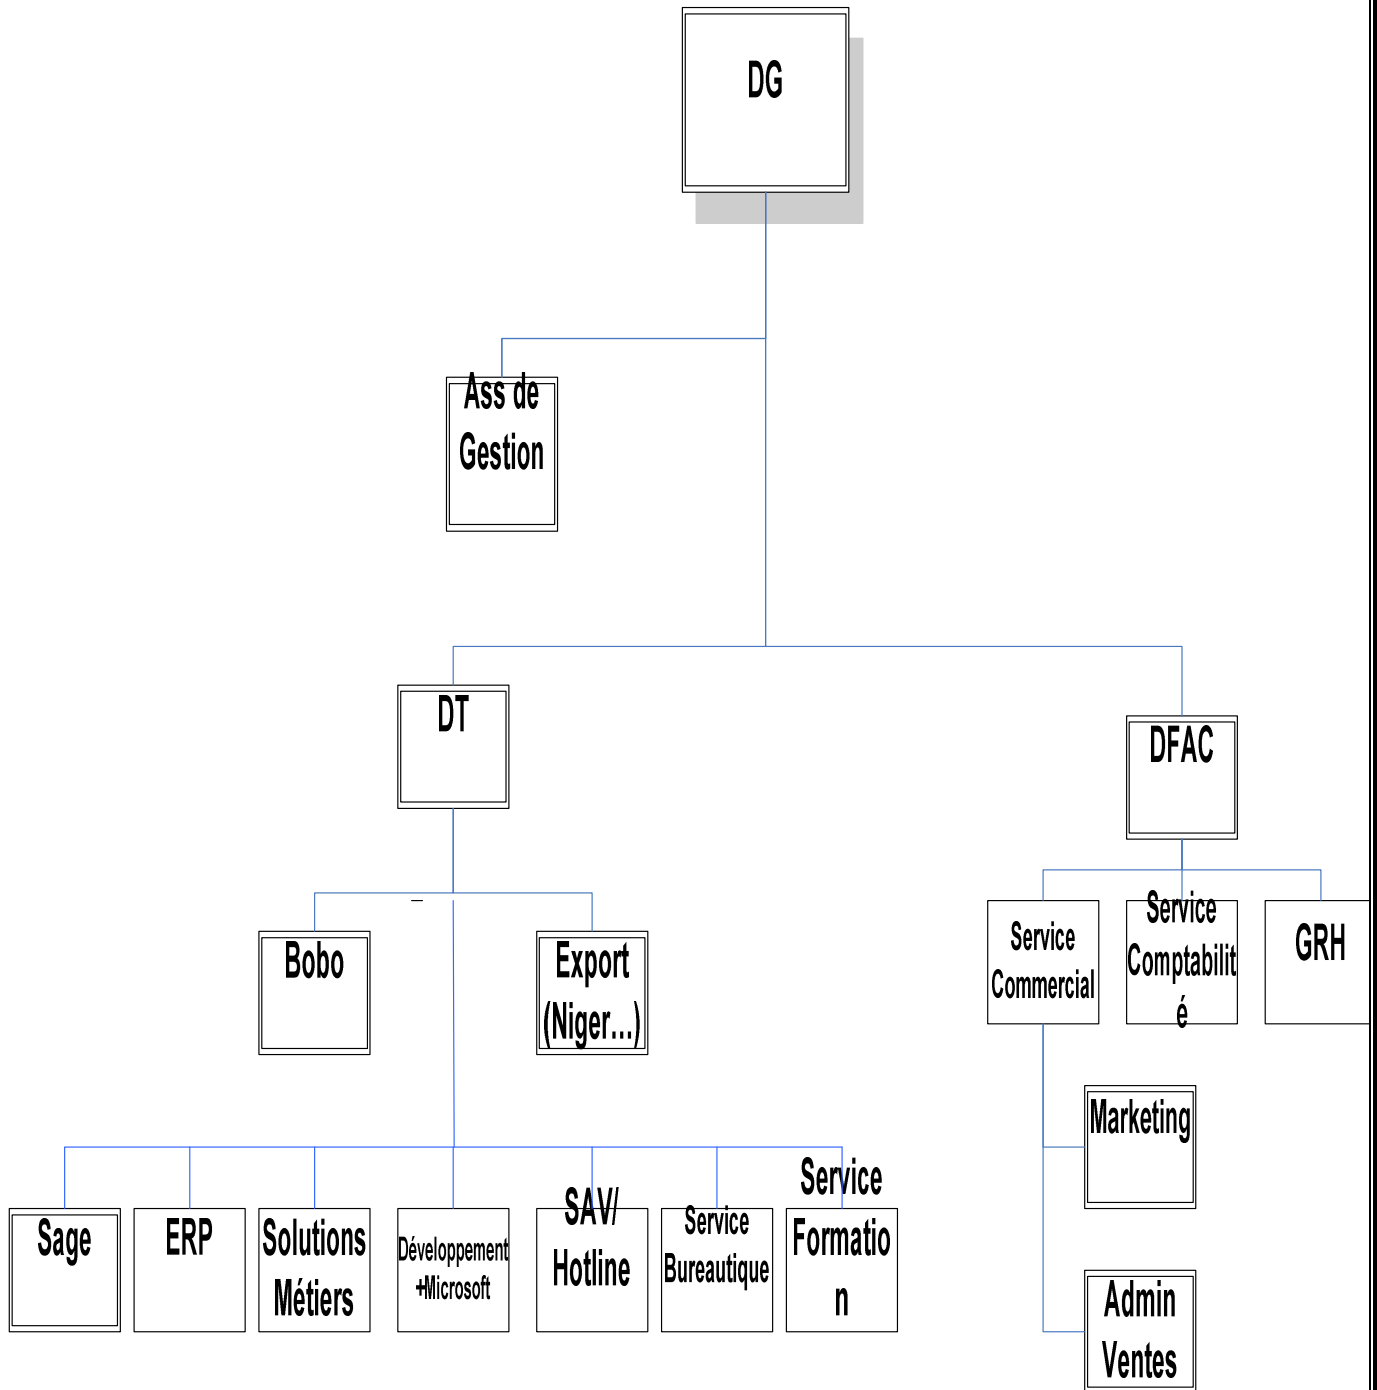 DG
Ass de
Gestion
DT
DFAC
Bobo
Export
(Niger...)
Service
Commercial
Service
Comptabilit
é
GRH
Marketing
Admin
Ventes
Sage
ERP
Solutions
Métiers
Développement
+Microsoft
SAV/
Hotline
Service
Bureautique
Service
Formatio
n